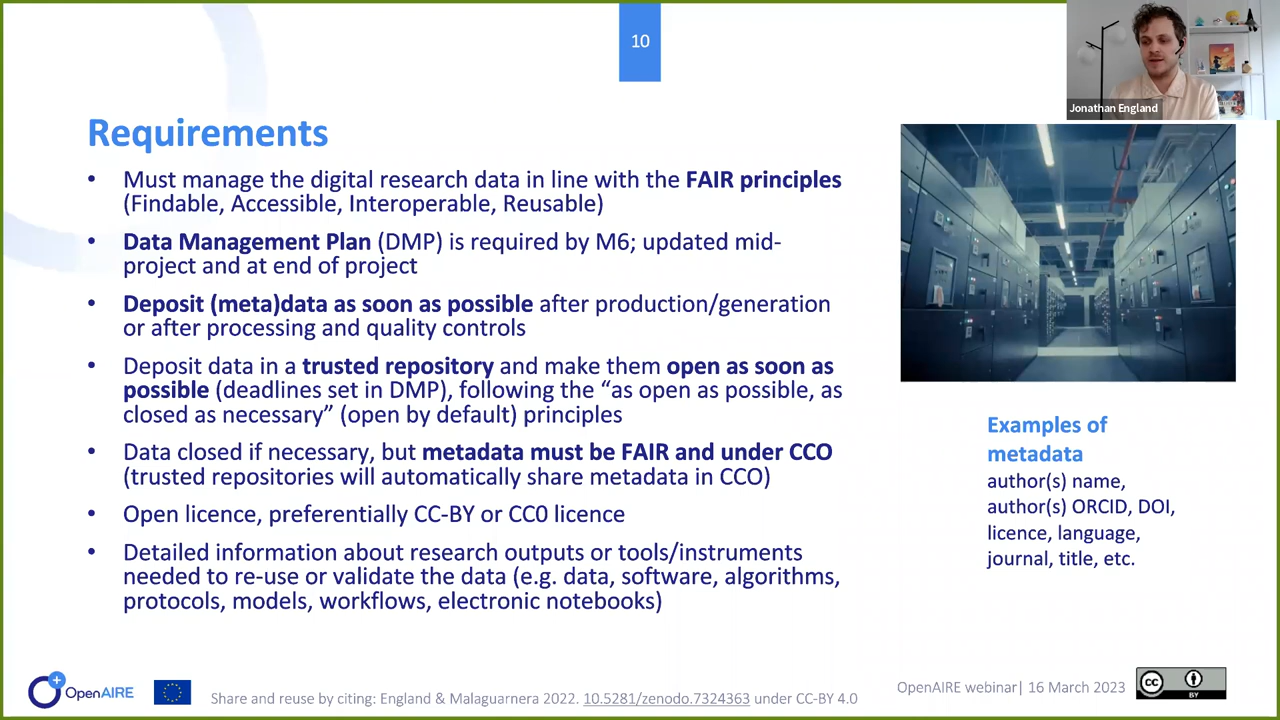 10
Jonathan England
Requirements
• Must manage the digital research data in line with the FAIR principles
(Findable, Accessible, Interoperable, Reusable)
• Data Management Plan (DMP) is required by M6; updated mid-
project and at end of project
• Deposit (meta)data as soon as possible after production/generation
or after processing and quality controls
• Deposit data in a trusted repository and make them open as soon as
possible (deadlines set in DMP), following the “as open as possible, as
closed as necessary” (open by default) principles
• Data closed if necessary, but metadata must be FAIR and under CCO
(trusted repositories will automatically share metadata in CCO)
• Open licence, preferentially CC-BY or CC0 licence
• Detailed information about research outputs or tools/instruments
needed to re-use or validate the data (e.g. data, software, algorithms,
protocols, models, workflows, electronic notebooks)
Examples of
metadata
author(s) name,
author(s) ORCID, DOI,
licence, language,
journal, title, etc.
OpenAIRE
Share and reuse by citing: England & Malaguarnera 2022. 10.5281/zenodo.7324363 under CC-BY 4.0
OpenAIRE webinar| 16 March 2023
CC
BY